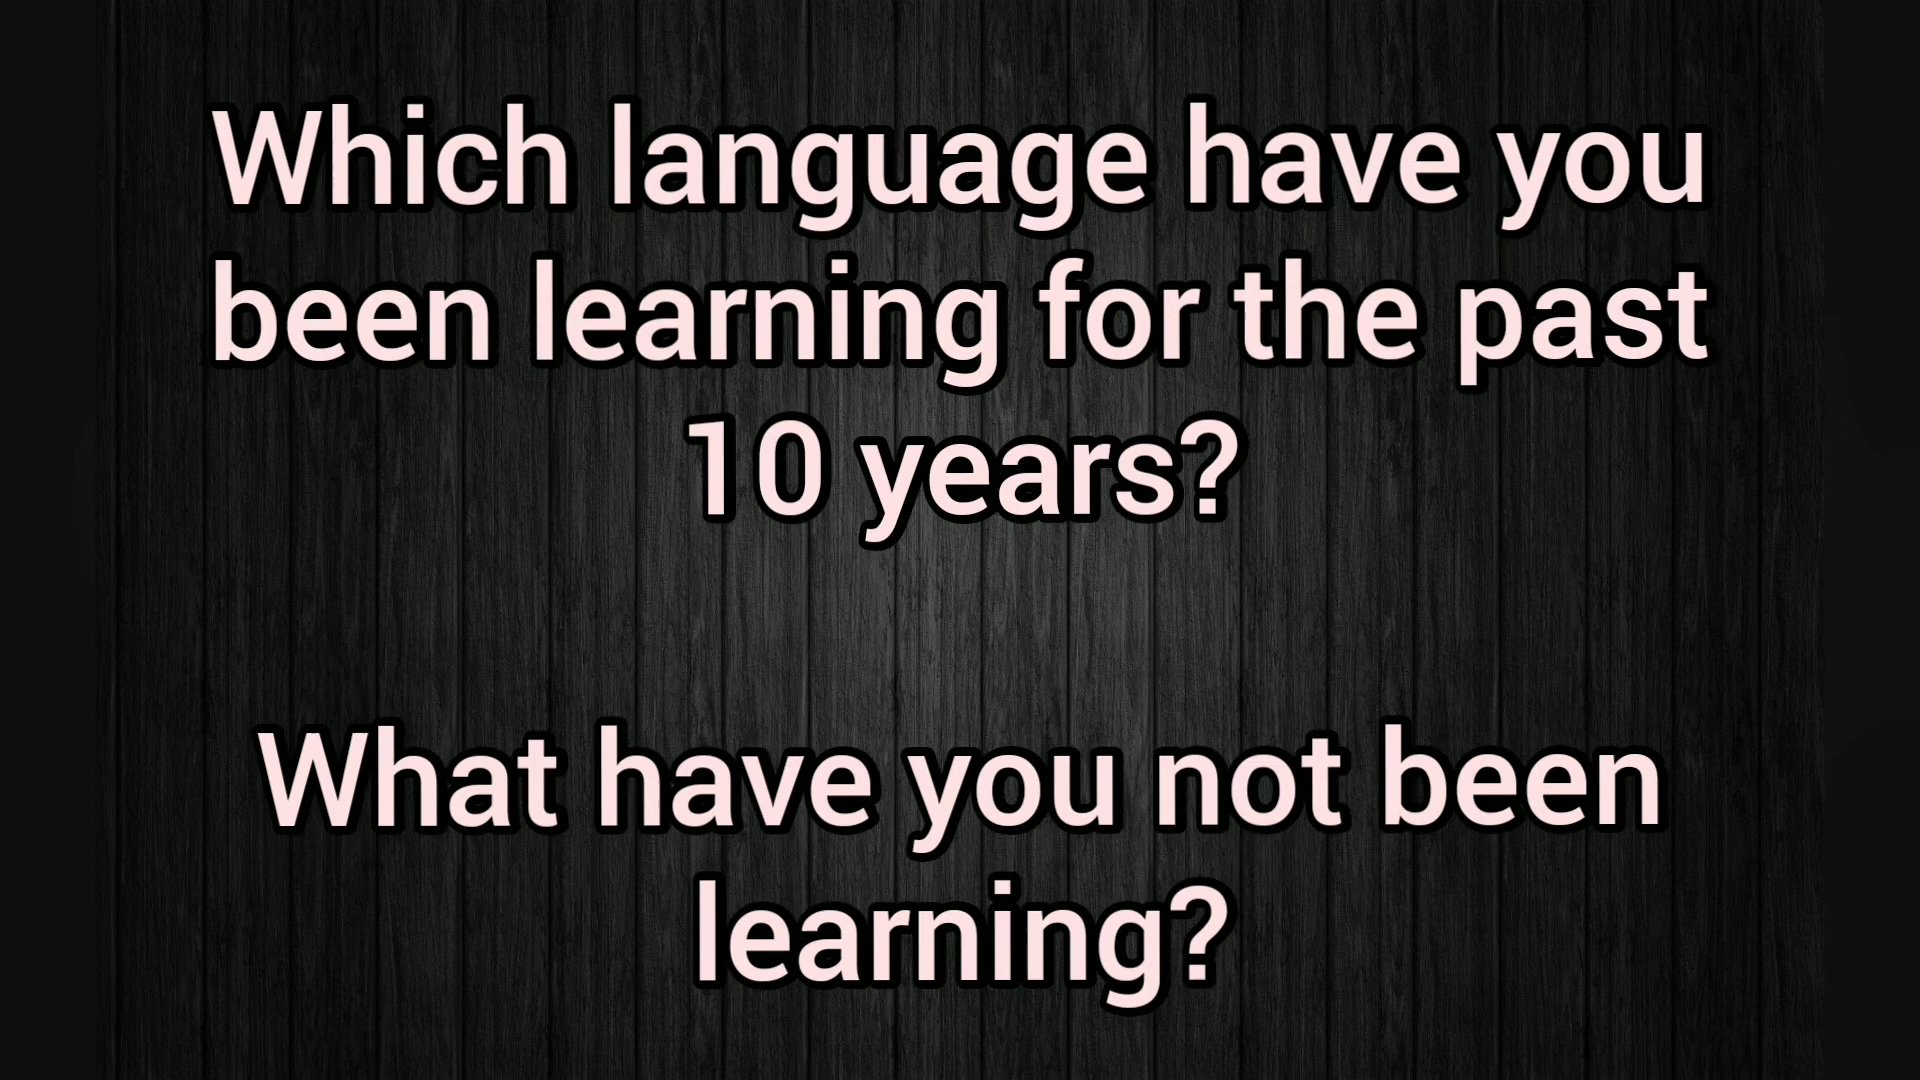 Which language have you
been learning for the past
10 years?
What have you not been
learning?